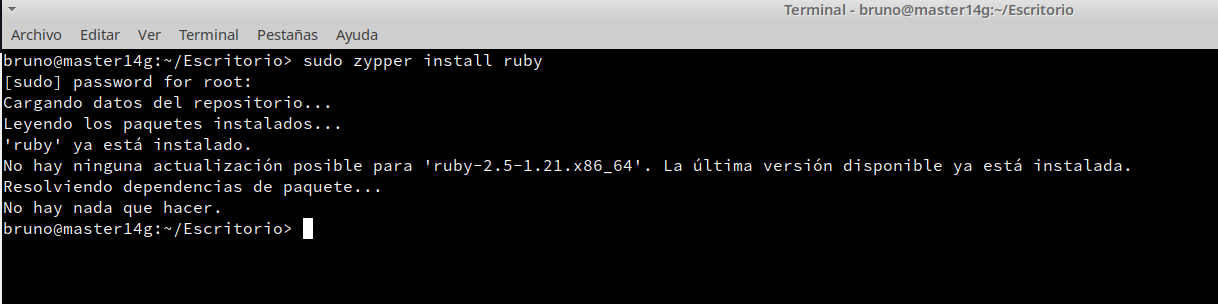 Terminal - bruno@master14g:~/Escritorio
Archivo Editar Ver Terminal Pestañas Ayuda
bruno@master14g:~/Escritorio> sudo zypper install ruby
[sudo] password for root:
Cargando datos del repositorio...
Leyendo los paquetes instalados...
'ruby' ya está instalado.
No hay ninguna actualización posible para 'ruby-2.5-1.21.x86_64'. La última versión disponible ya está instalada.
Resolviendo dependencias de paquete...
No hay nada que hacer.
bruno@master14g:~/Escritorio>